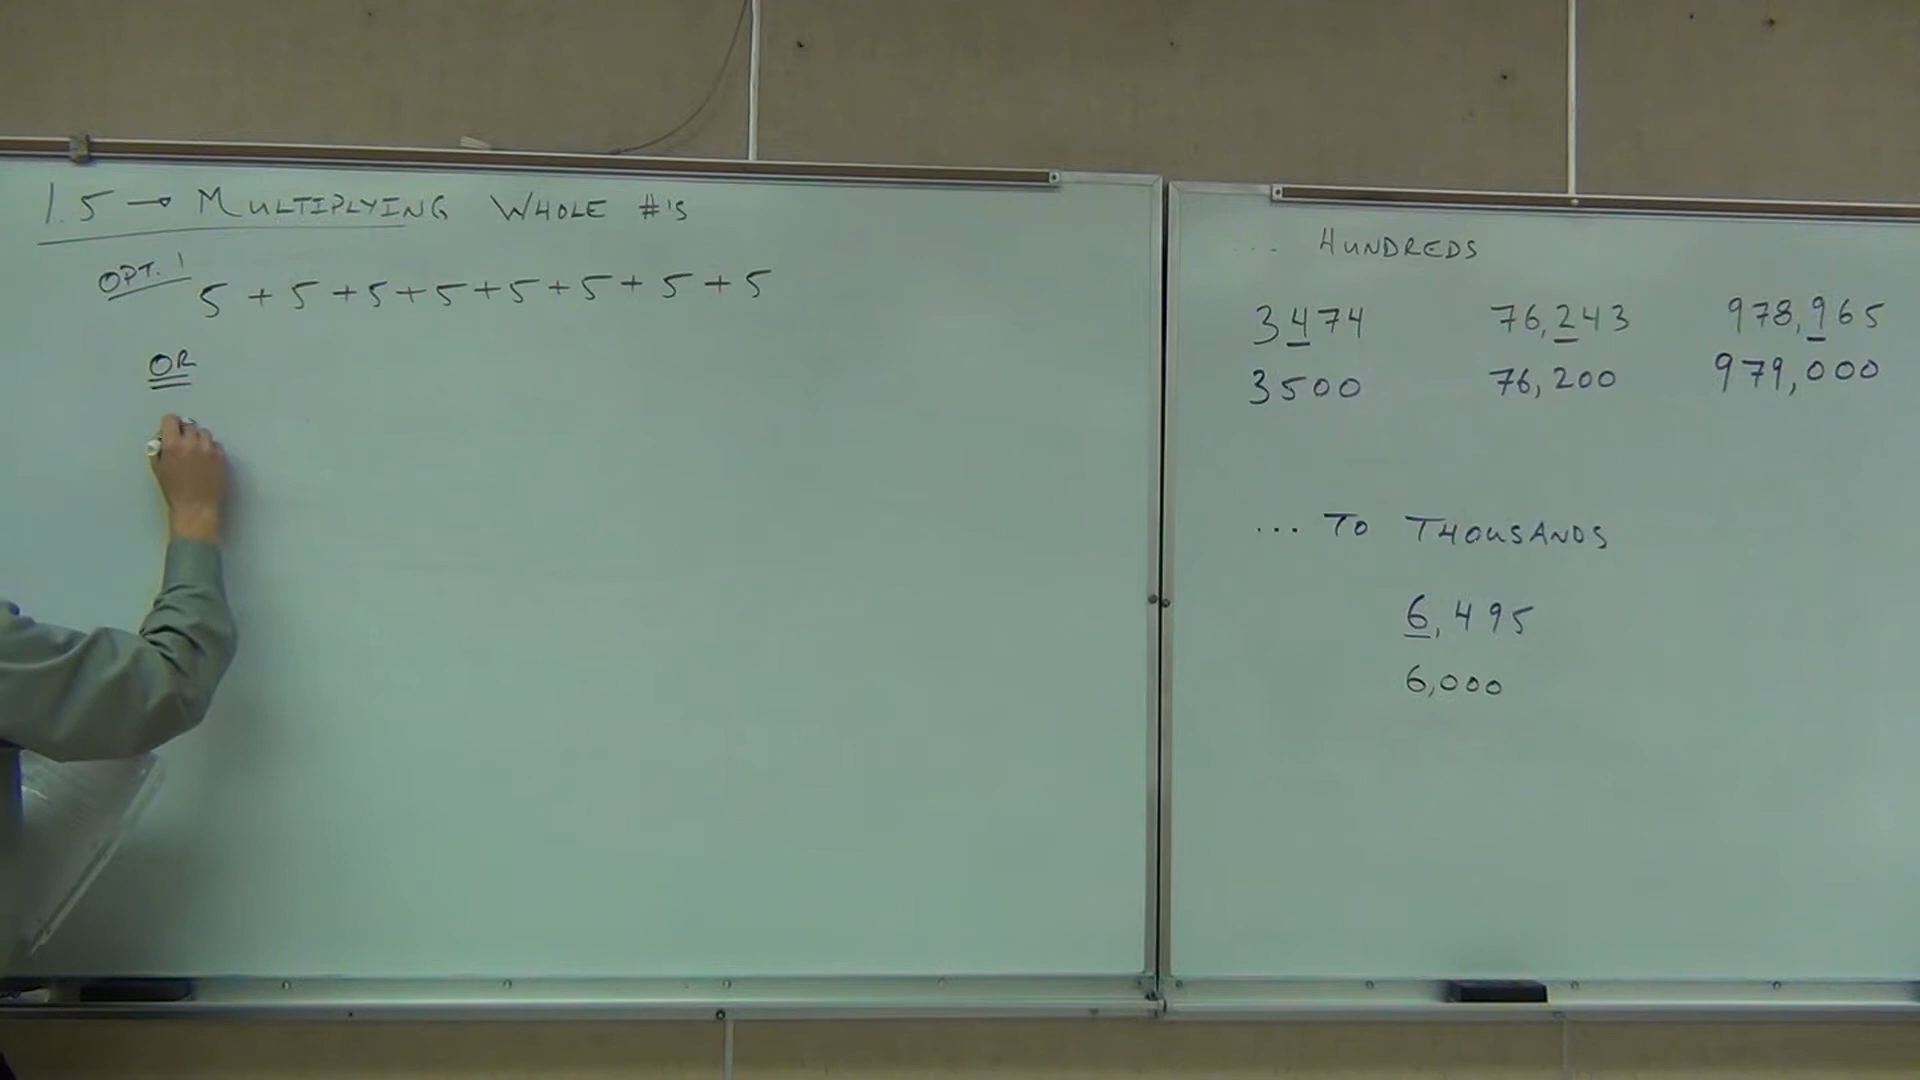 1.5 → MULTIPLYING WHOLE #'S
OPT. 1 5 + 5 + 5 + 5 + 5 + 5 + 5 + 5
OR
... HUNDREDS
3474 76,243 978,965
3500 76,200 979,000
... TO THOUSANDS
6,495
6,000